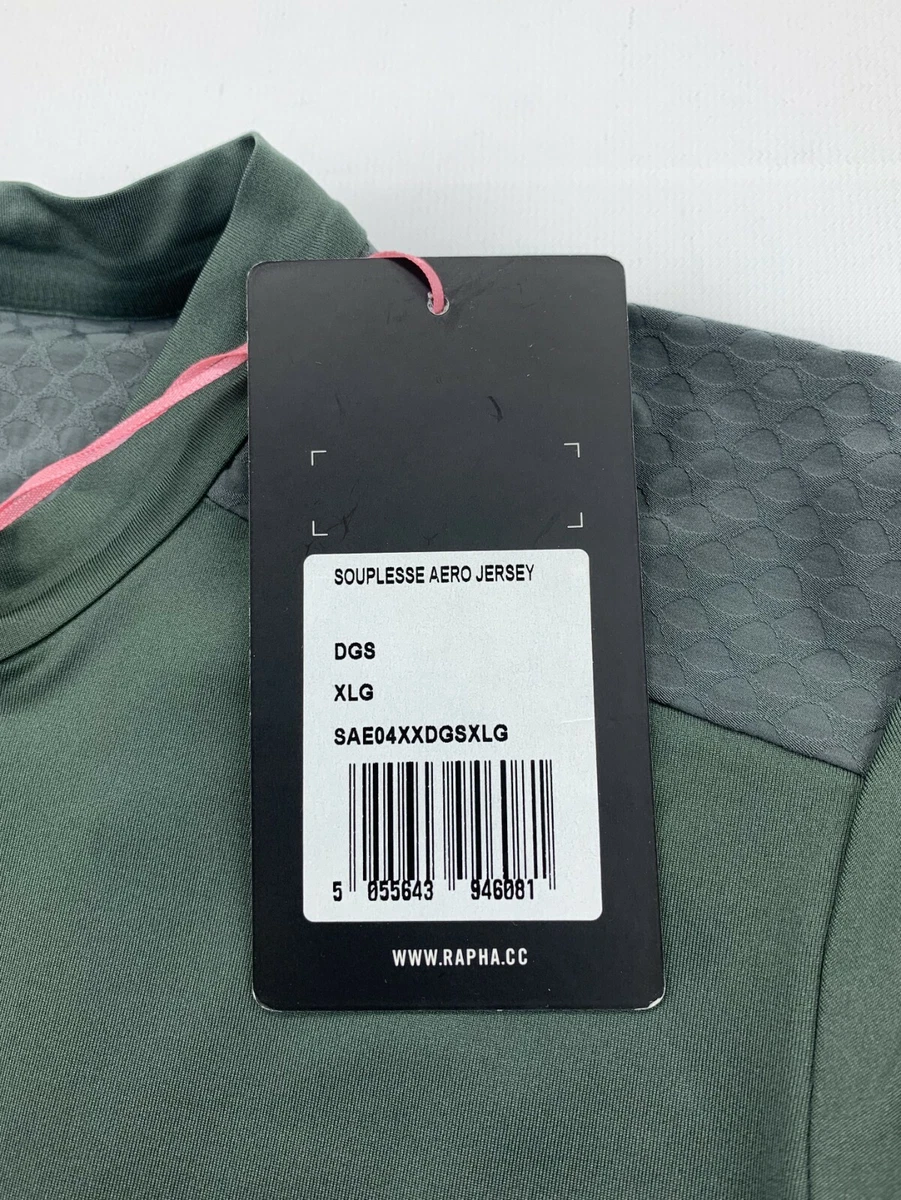 SOUPLESSE AERO JERSEY
DGS
XLG
SAE04XXDGSXLG
5 055643 946081
WWW.RAPHA.CC